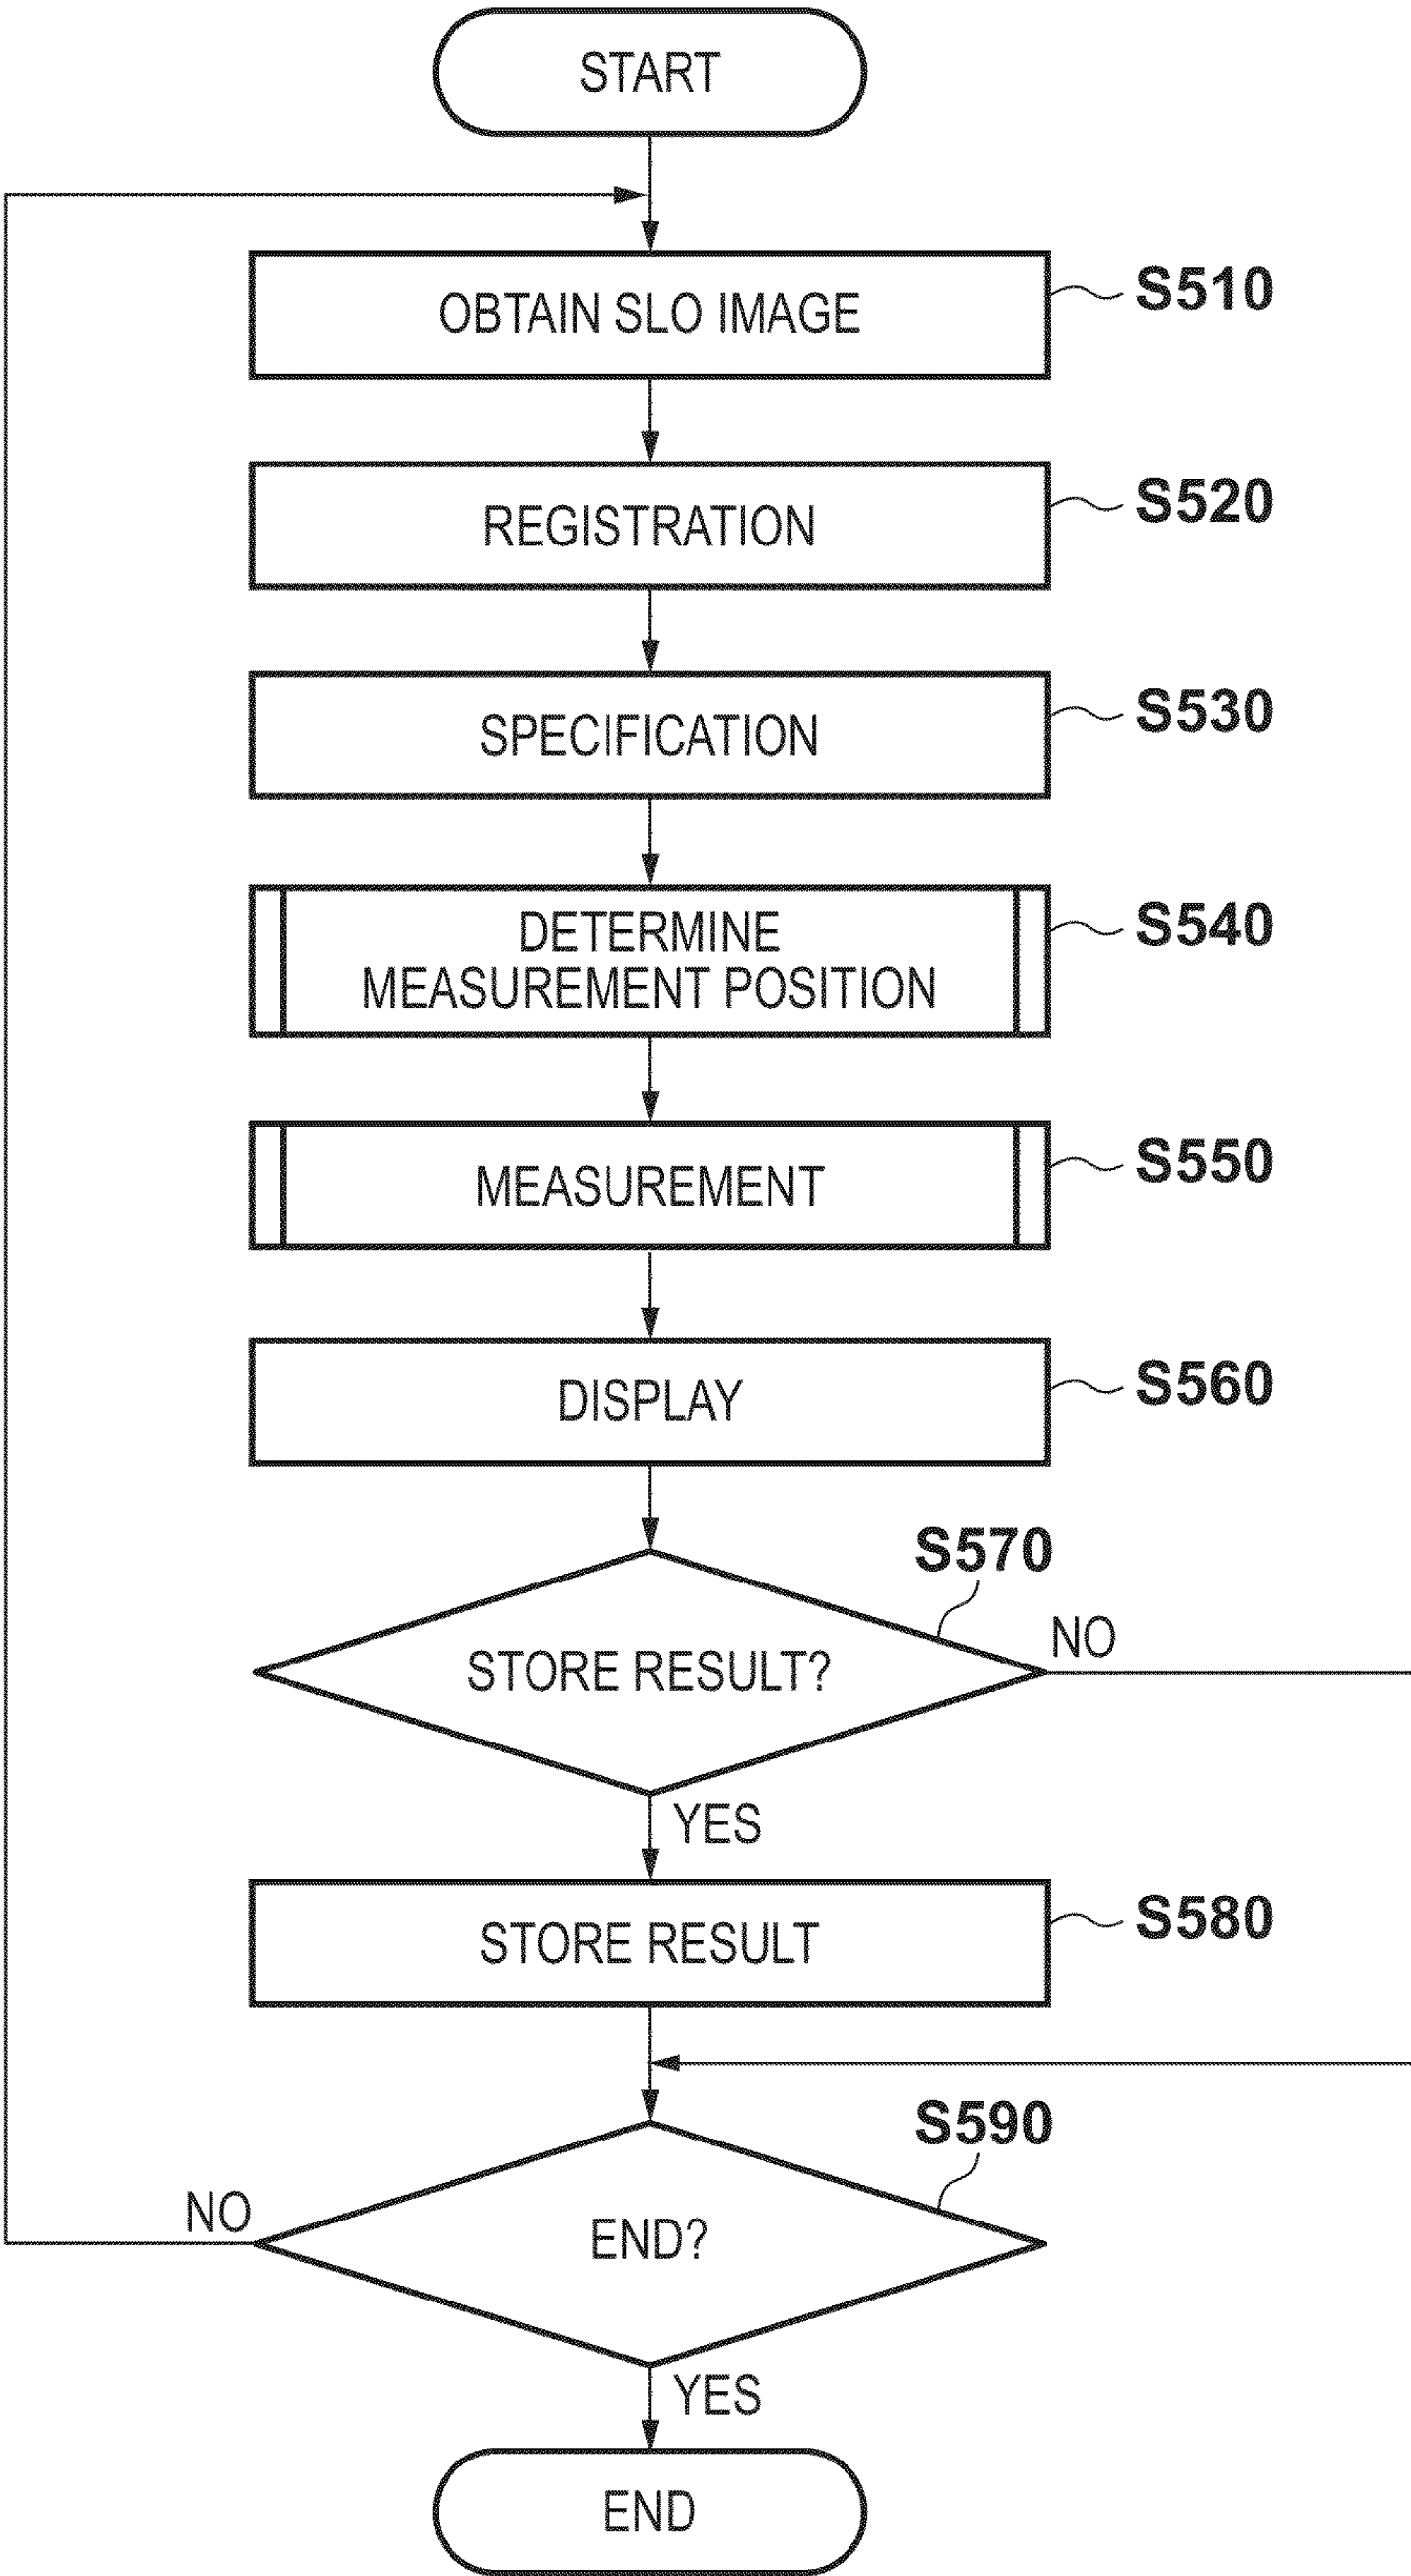 START
OBTAIN SLO IMAGE
S510
REGISTRATION
S520
SPECIFICATION
S530
DETERMINE
MEASUREMENT POSITION
S540
MEASUREMENT
S550
DISPLAY
S560
S570
STORE RESULT?
NO
YES
STORE RESULT
S580
S590
END?
NO
YES
END